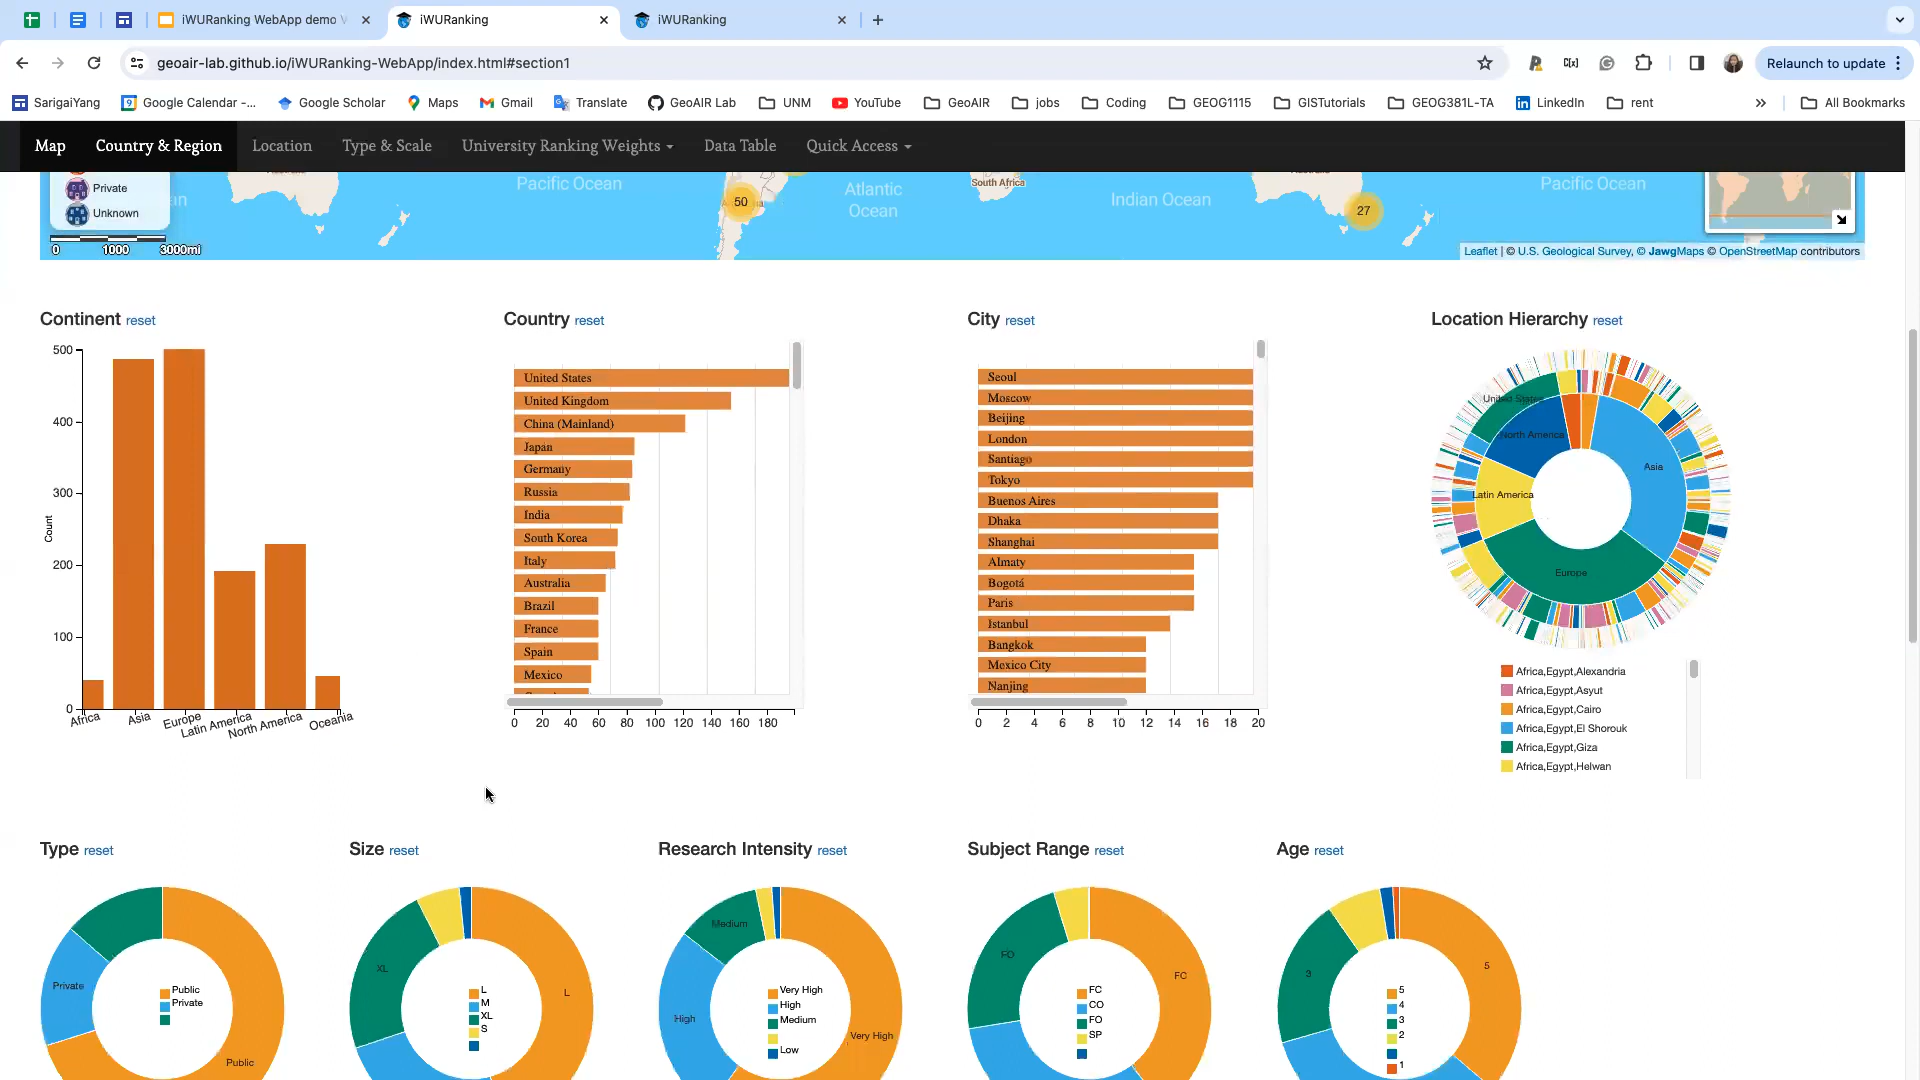 iWURanking WebApp demo
iWURanking
iWURanking
geoair-lab.github.io/iWURanking-WebApp/index.html#section1
Relaunch to update
SarigaiYang
Google Calendar -...
Google Scholar
Maps
Gmail
Translate
GeoAIR Lab
UNM
YouTube
GeoAIR
jobs
Coding
GEOG1115
GISTutorials
GEOG381L-TA
LinkedIn
rent
All Bookmarks
Map
Country & Region
Location
Type & Scale
University Ranking Weights
Data Table
Quick Access
Private
Unknown
0 1000 3000mi
Pacific Ocean
50
Atlantic
Ocean
South Africa
Indian Ocean
27
Pacific Ocean
Leaflet | © U.S. Geological Survey, © JawgMaps © OpenStreetMap contributors
Continent reset
500
400
300
200
100
0
Count
Africa
Asia
Europe
Latin America
North America
Oceania
Country reset
United States
United Kingdom
China (Mainland)
Japan
Germany
Russia
India
South Korea
Italy
Australia
Brazil
France
Spain
Mexico
0 20 40 60 80 100 120 140 160 180
City reset
Seoul
Moscow
Beijing
London
Santiago
Tokyo
Buenos Aires
Dhaka
Shanghai
Almaty
Bogotá
Paris
Istanbul
Bangkok
Mexico City
Nanjing
0 2 4 6 8 10 12 14 16 18 20
Location Hierarchy reset
United States
North America
Asia
Latin America
Europe
Africa,Egypt,Alexandria
Africa,Egypt,Asyut
Africa,Egypt,Cairo
Africa,Egypt,El Shorouk
Africa,Egypt,Giza
Africa,Egypt,Helwan
Type reset
Private
Public
Private
Public
Size reset
XL
L
L
M
XL
S
Research Intensity reset
Medium
High
Very High
High
Medium
Low
Very High
Subject Range reset
FO
FC
FC
CO
FO
SP
Age reset
3
5
5
4
3
2
1